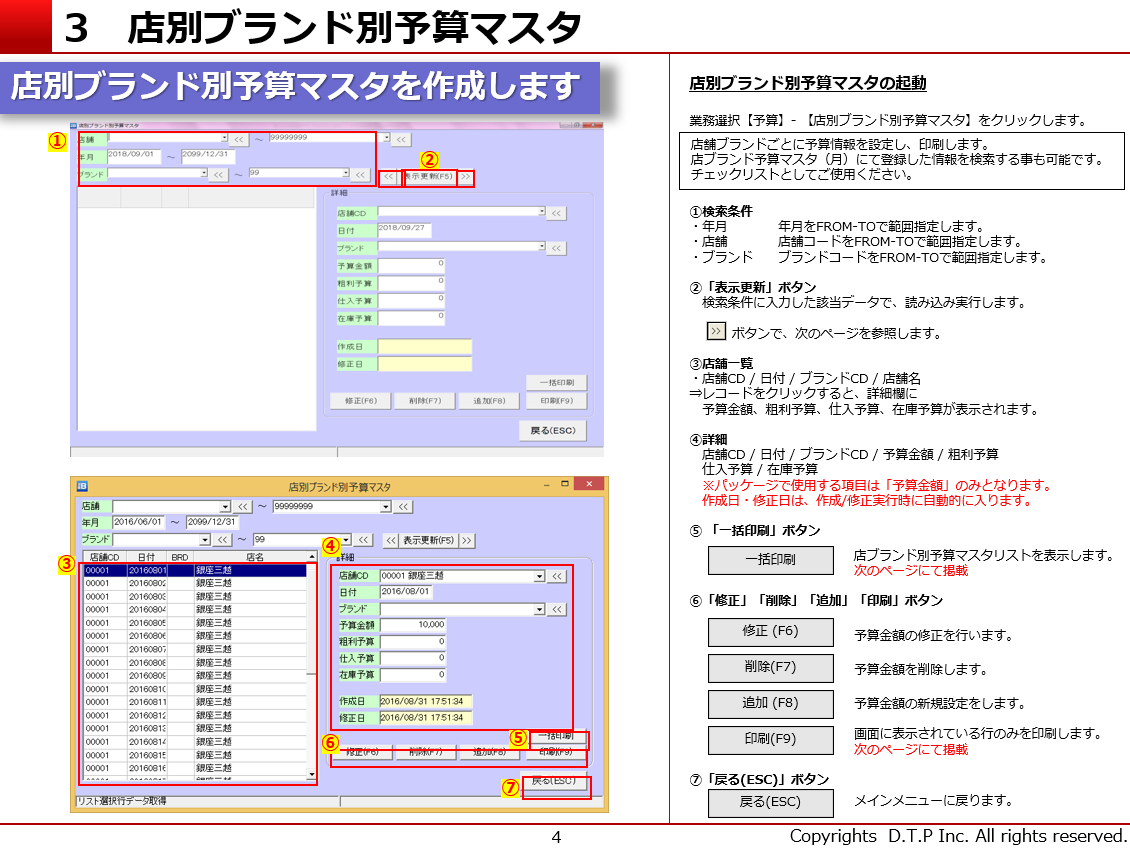 3 店別ブランド別予算マスタ
店別ブランド別予算マスタを作成します
店別ブランド別予算マスタ
①
店舗 << ～ 99999999 <<
年月 2018/09/01 ～ 2099/12/31
ブランド << ～ 99 <<
②
<< 表示更新(F5) >>
詳細
店舗CD <<
日付 2018/09/27
ブランド <<
予算金額 0
粗利予算 0
仕入予算 0
在庫予算 0
作成日
修正日
一括印刷
修正(F6) 削除(F7) 追加(F8) 印刷(F9)
戻る(ESC)
店別ブランド別予算マスタ
店舗 << ～ 99999999 <<
年月 2016/06/01 ～ 2099/12/31
ブランド << ～ 99 << << 表示更新(F5) >>
③
店舗CD 日付 BRD 店名
00001 20160801 銀座三越
00001 20160802 銀座三越
00001 20160803 銀座三越
00001 20160804 銀座三越
00001 20160805 銀座三越
00001 20160806 銀座三越
00001 20160807 銀座三越
00001 20160808 銀座三越
00001 20160809 銀座三越
00001 20160810 銀座三越
00001 20160811 銀座三越
00001 20160812 銀座三越
00001 20160813 銀座三越
00001 20160814 銀座三越
00001 20160815 銀座三越
00001 20160816 銀座三越
④
詳細
店舗CD 00001 銀座三越 <<
日付 2016/08/01
ブランド <<
予算金額 10,000
粗利予算 0
仕入予算 0
在庫予算 0
作成日 2016/08/31 17:51:34
修正日 2016/08/31 17:51:34
⑤ 一括印刷
⑥ 修正(F6) 削除(F7) 追加(F8) 印刷(F9)
⑦ 戻る(ESC)
リスト選択行データ取得
店別ブランド別予算マスタの起動
業務選択【予算】-【店別ブランド別予算マスタ】をクリックします。
店舗ブランドごとに予算情報を設定し、印刷します。
店ブランド予算マスタ（月）にて登録した情報を検索する事も可能です。
チェックリストとしてご使用ください。
①検索条件
・年月 年月をFROM-TOで範囲指定します。
・店舗 店舗コードをFROM-TOで範囲指定します。
・ブランド ブランドコードをFROM-TOで範囲指定します。
②「表示更新」ボタン
検索条件に入力した該当データで、読み込み実行します。
>> ボタンで、次のページを参照します。
③店舗一覧
・店舗CD / 日付 / ブランドCD / 店舗名
⇒レコードをクリックすると、詳細欄に
予算金額、粗利予算、仕入予算、在庫予算が表示されます。
④詳細
店舗CD / 日付 / ブランドCD / 予算金額 / 粗利予算
仕入予算 / 在庫予算
※パッケージで使用する項目は「予算金額」のみとなります。
作成日・修正日は、作成/修正実行時に自動的に入ります。
⑤ 「一括印刷」ボタン
一括印刷 店ブランド別予算マスタリストを表示します。
次のページにて掲載
⑥「修正」「削除」「追加」「印刷」ボタン
修正 (F6) 予算金額の修正を行います。
削除(F7) 予算金額を削除します。
追加 (F8) 予算金額の新規設定をします。
印刷(F9) 画面に表示されている行のみを印刷します。
次のページにて掲載
⑦「戻る(ESC)」ボタン
戻る(ESC) メインメニューに戻ります。
4
Copyrights D.T.P Inc. All rights reserved.